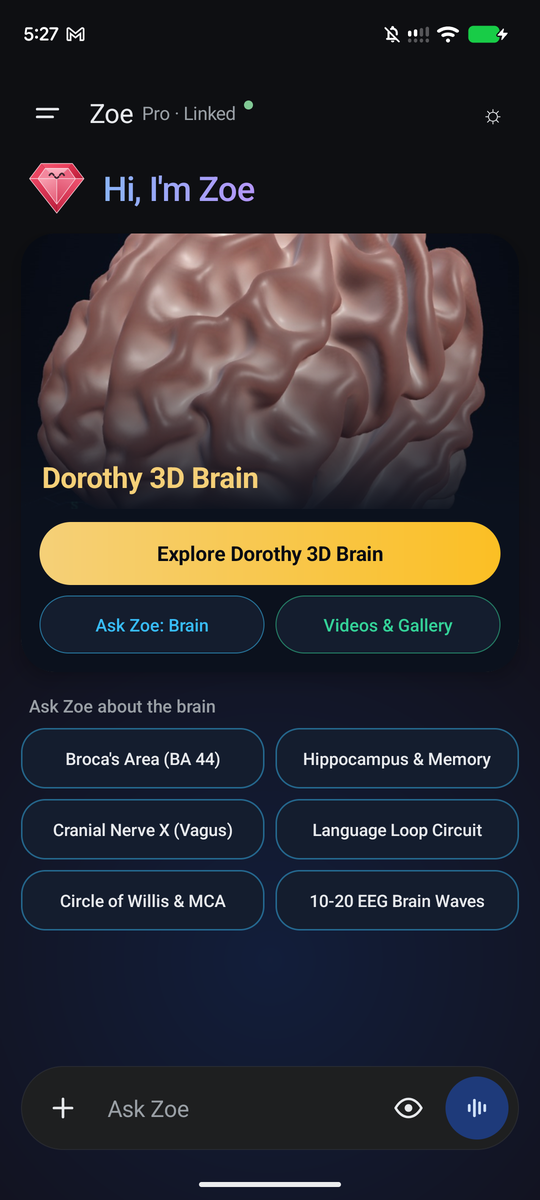 5:27
Zoe Pro · Linked
Hi, I'm Zoe
Dorothy 3D Brain
Explore Dorothy 3D Brain
Ask Zoe: Brain
Videos & Gallery
Ask Zoe about the brain
Broca's Area (BA 44)
Hippocampus & Memory
Cranial Nerve X (Vagus)
Language Loop Circuit
Circle of Willis & MCA
10-20 EEG Brain Waves
Ask Zoe